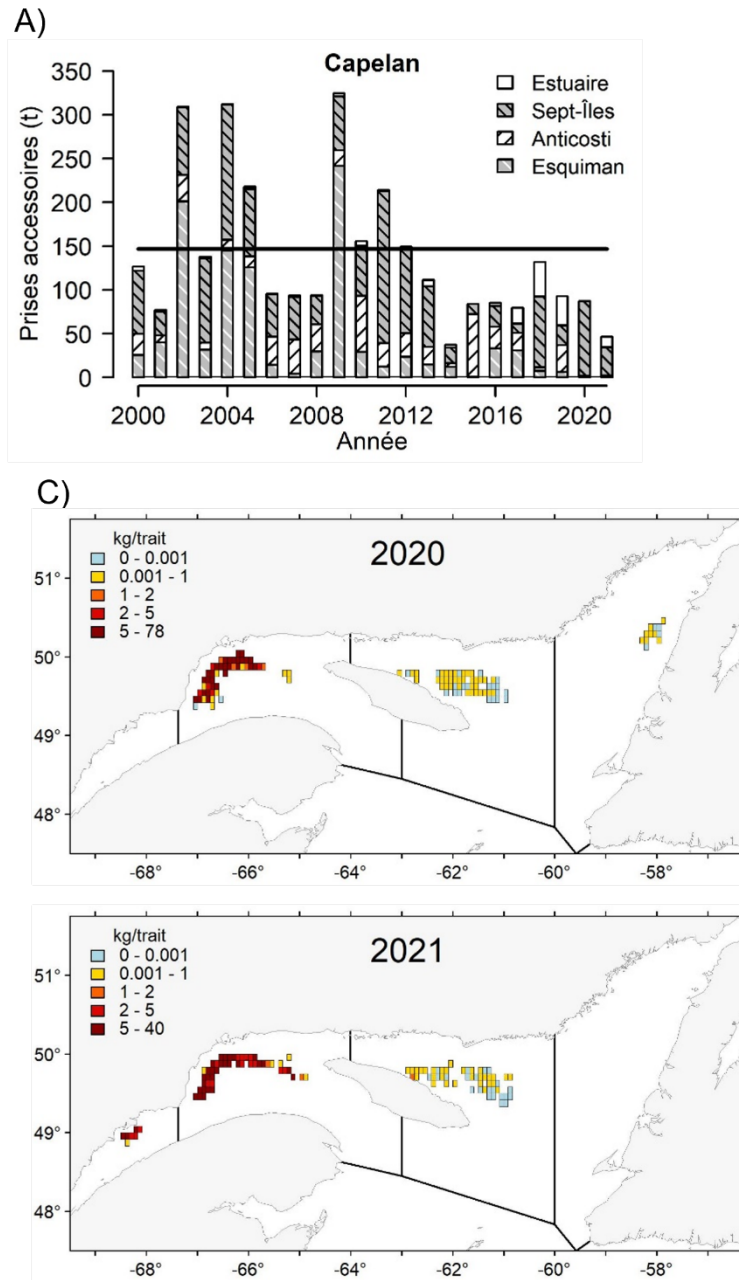 A)
Capelan
Prises accessoires (t)
350
300
250
200
150
100
50
0
Estuaire
Sept-Îles
Anticosti
Esquiman
2000 2004 2008 2012 2016 2020
Année
C)
kg/trait
0 - 0.001
0.001 - 1
1 - 2
2 - 5
5 - 78
2020
51°
50°
49°
48°
-68° -66° -64° -62° -60° -58°
kg/trait
0 - 0.001
0.001 - 1
1 - 2
2 - 5
5 - 40
2021
51°
50°
49°
48°
-68° -66° -64° -62° -60° -58°